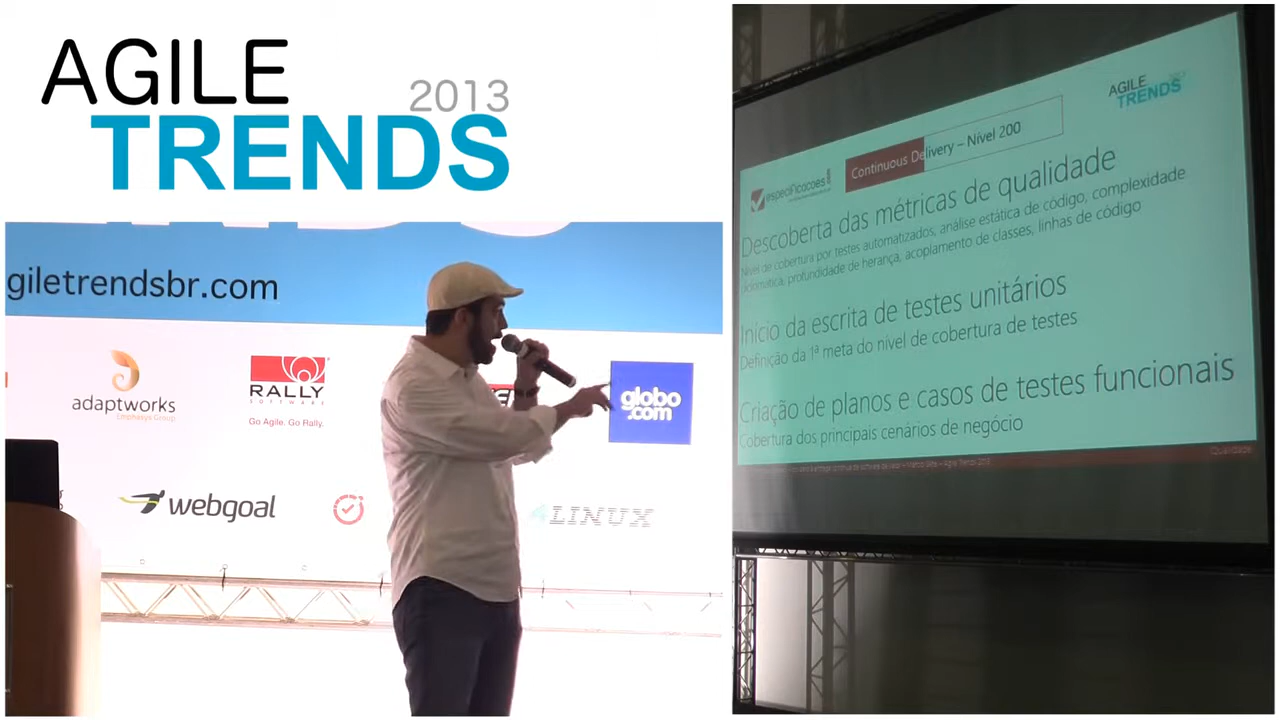 AGILE
2013
TRENDS
giletrendsbr.com
adaptworks
Emphasys Group
RALLY
SOFTWARE
Go Agile. Go Rally.
globo
.com
webgoal
LINUX
AGILE
TRENDS
Continuous Delivery – Nível 200
especificacoes
Descoberta das métricas de qualidade
Nível de cobertura por testes automatizados, análise estática de código, complexidade
ciclomática, profundidade de herança, acoplamento de classes, linhas de código
Início da escrita de testes unitários
Definição da 1ª meta do nível de cobertura de testes
Criação de planos e casos de testes funcionais
Cobertura dos principais cenários de negócio
Qualidade